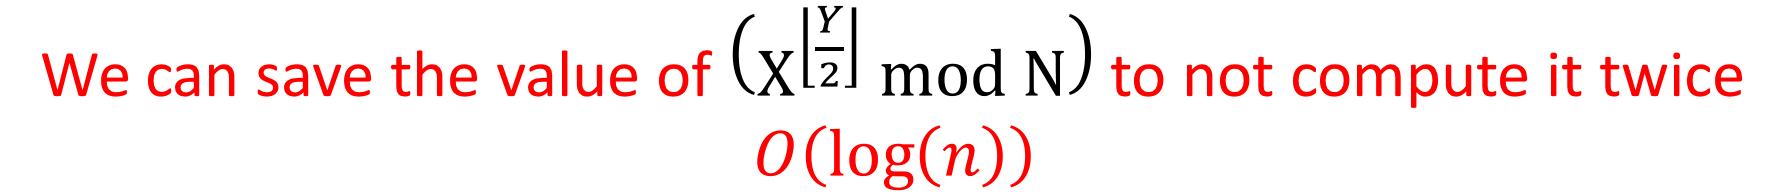 We can save the value of (X^⌊Y/2⌋ mod N) to not compute it twice
O(log(n))